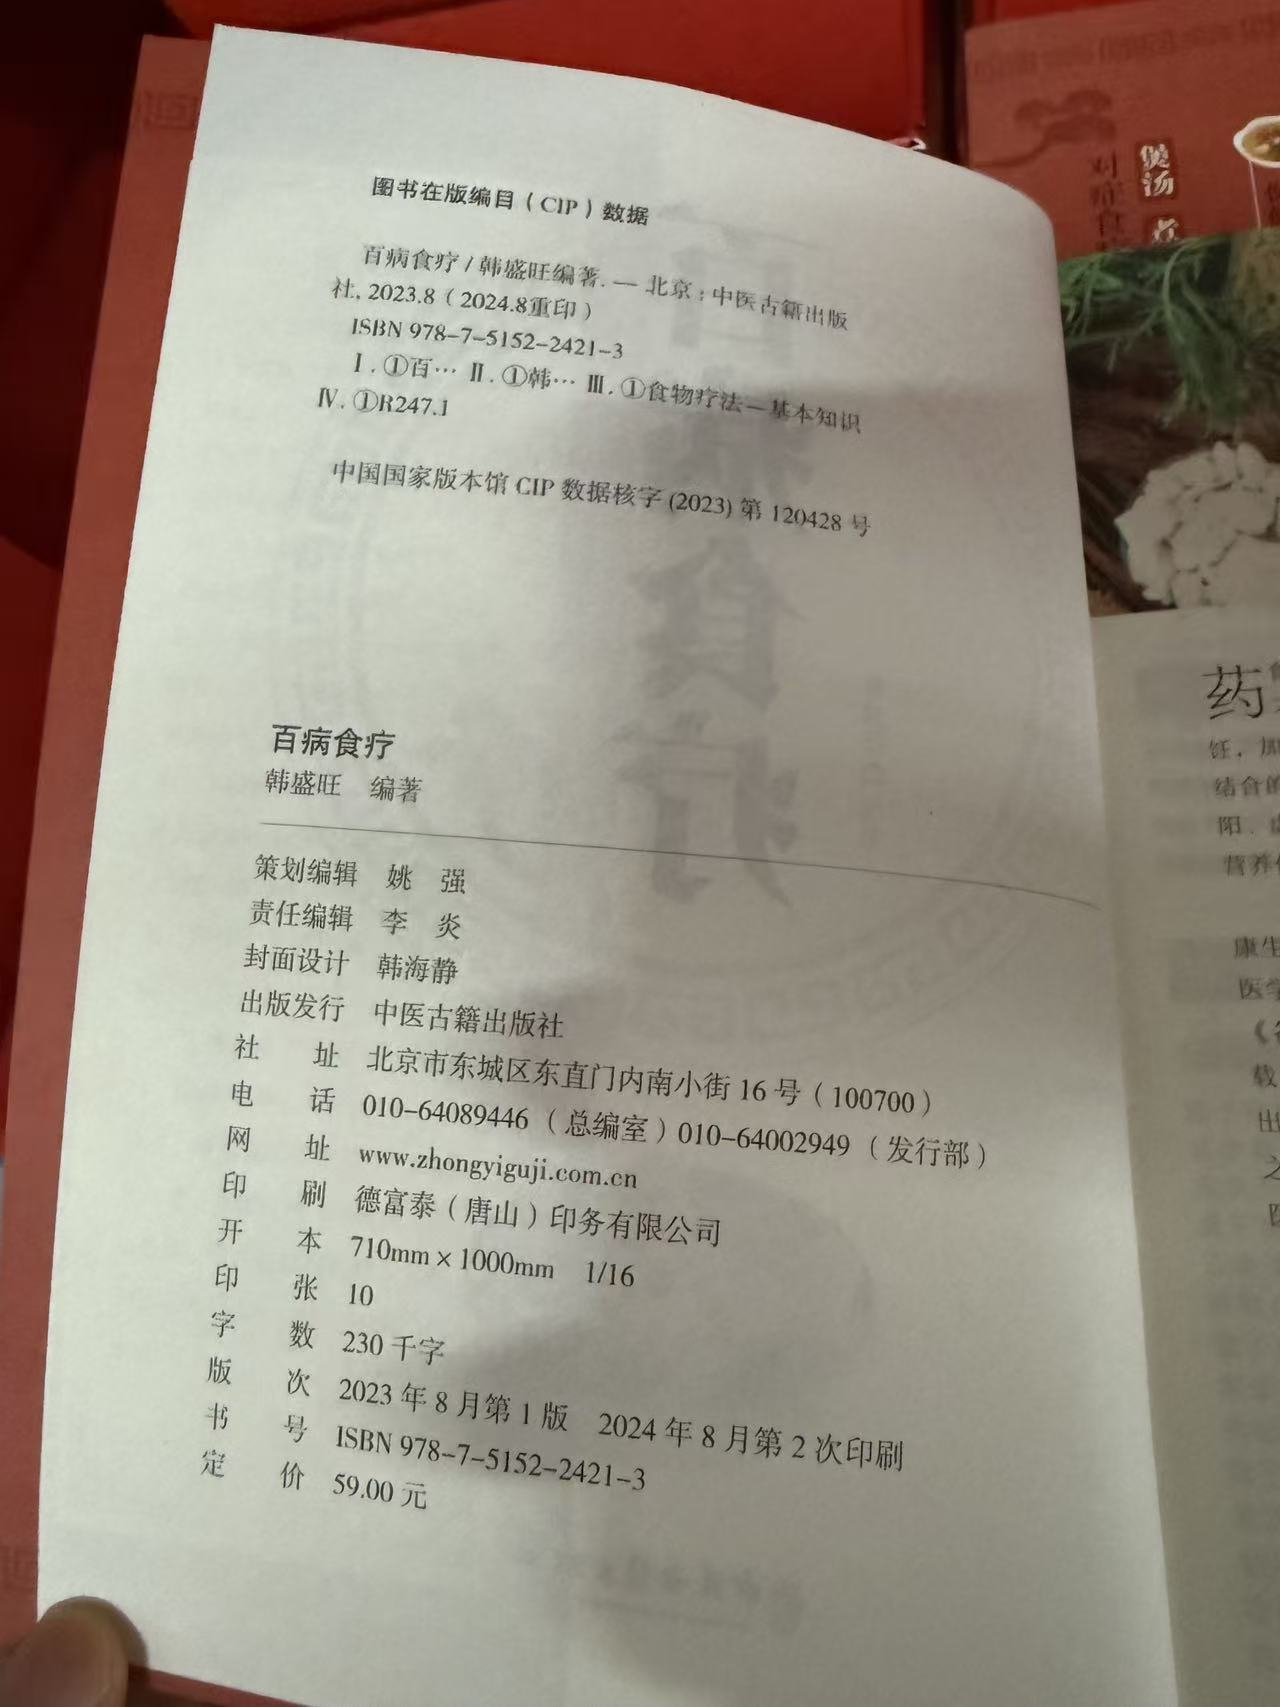 图书在版编目（CIP）数据
百病食疗 / 韩盛旺编著. — 北京：中医古籍出版
社, 2023.8（2024.8重印）
ISBN 978-7-5152-2421-3
Ⅰ. ①百… Ⅱ. ①韩… Ⅲ. ①食物疗法—基本知识
Ⅳ. ①R247.1
中国国家版本馆 CIP 数据核字 (2023) 第 120428 号
百病食疗
韩盛旺 编著
策划编辑 姚 强
责任编辑 李 炎
封面设计 韩海静
出版发行 中医古籍出版社
社 址 北京市东城区东直门内南小街 16 号（100700）
电 话 010-64089446（总编室）010-64002949（发行部）
网 址 www.zhongyiguji.com.cn
印 刷 德富泰（唐山）印务有限公司
开 本 710mm × 1000mm 1/16
印 张 10
字 数 230 千字
版 次 2023 年 8 月第 1 版 2024 年 8 月第 2 次印刷
书 号 ISBN 978-7-5152-2421-3
定 价 59.00 元
煲汤
对症食
药
饪，加
结合的
阳、
营养
康生
医学
载
出
之